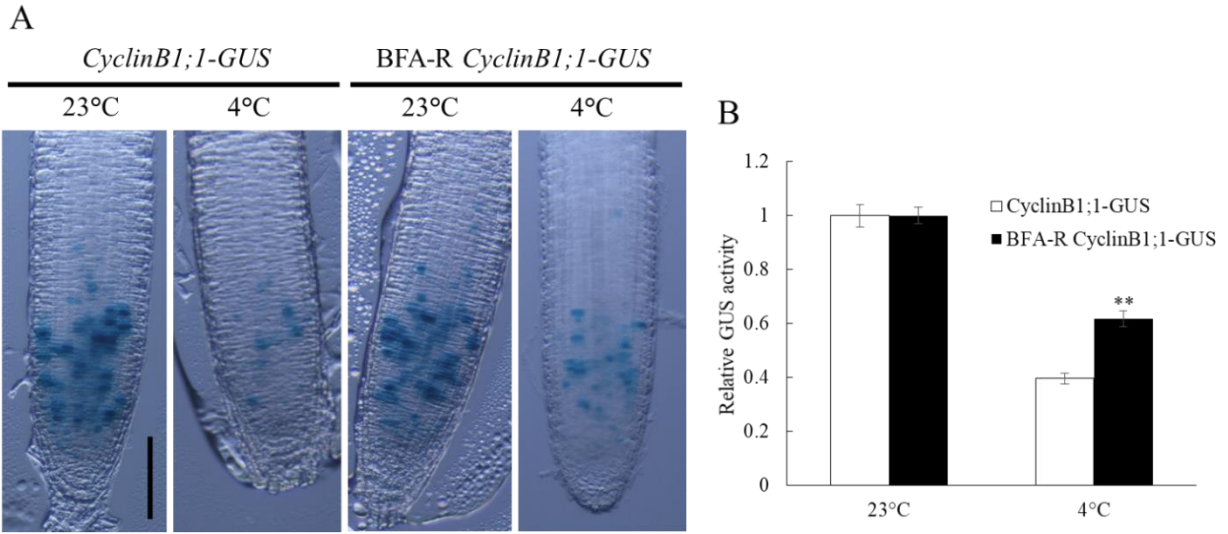 A
CyclinB1;1-GUS
BFA-R CyclinB1;1-GUS
23°C
4°C
23°C
4°C
B
1.2
1
0.8
0.6
0.4
0.2
0
Relative GUS activity
CyclinB1;1-GUS
BFA-R CyclinB1;1-GUS
**
23°C
4°C